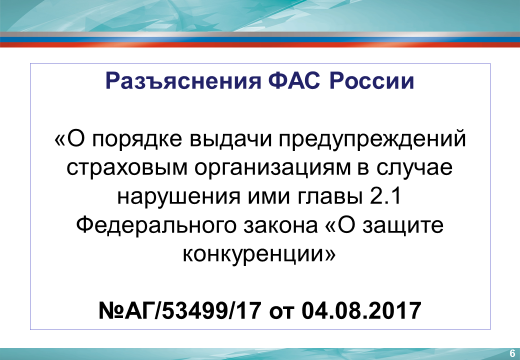 Разъяснения ФАС России
«О порядке выдачи предупреждений
страховым организациям в случае
нарушения ими главы 2.1
Федерального закона «О защите
конкуренции»
№АГ/53499/17 от 04.08.2017
6